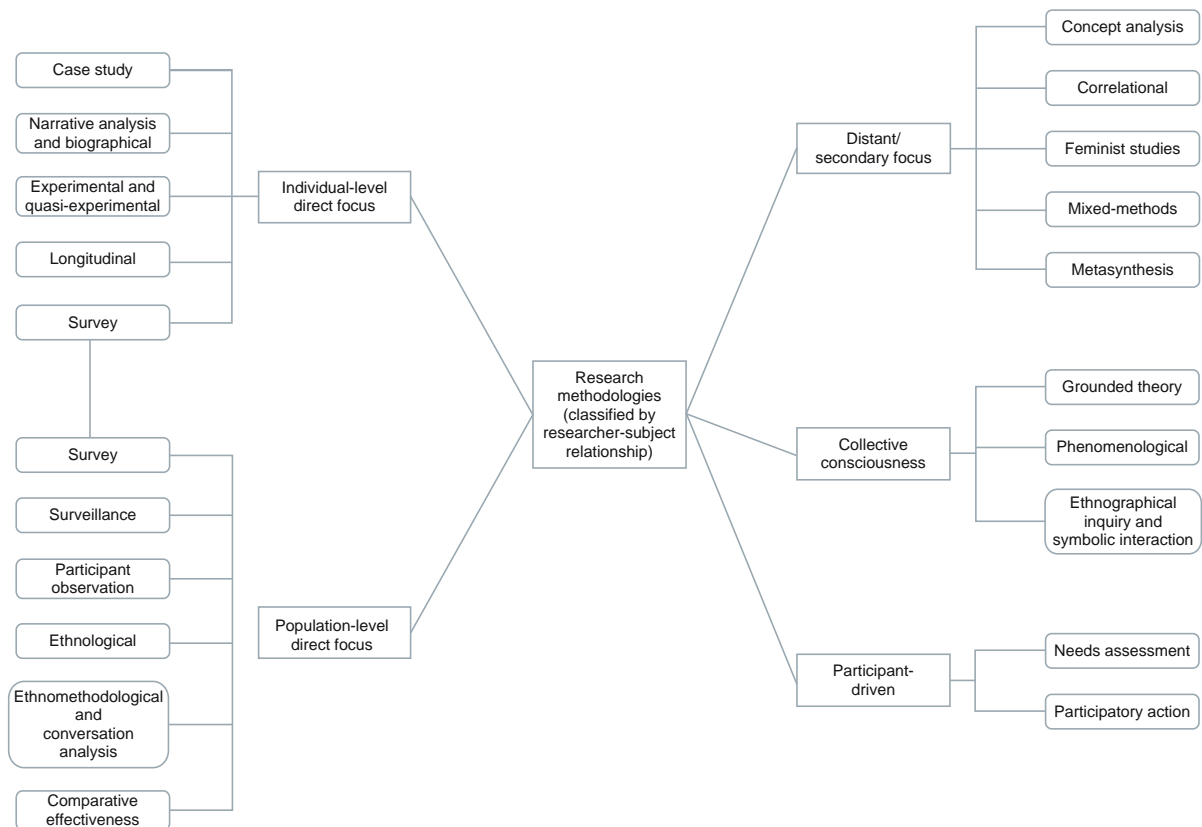 Case study
Narrative analysis
and biographical
Experimental and
quasi-experimental
Longitudinal
Survey
Individual-level
direct focus
Survey
Surveillance
Participant
observation
Ethnological
Ethnomethodological
and
conversation
analysis
Comparative
effectiveness
Population-level
direct focus
Research
methodologies
(classified by
researcher-subject
relationship)
Distant/
secondary focus
Concept analysis
Correlational
Feminist studies
Mixed-methods
Metasynthesis
Collective
consciousness
Grounded theory
Phenomenological
Ethnographical
inquiry and
symbolic interaction
Participant-
driven
Needs assessment
Participatory action